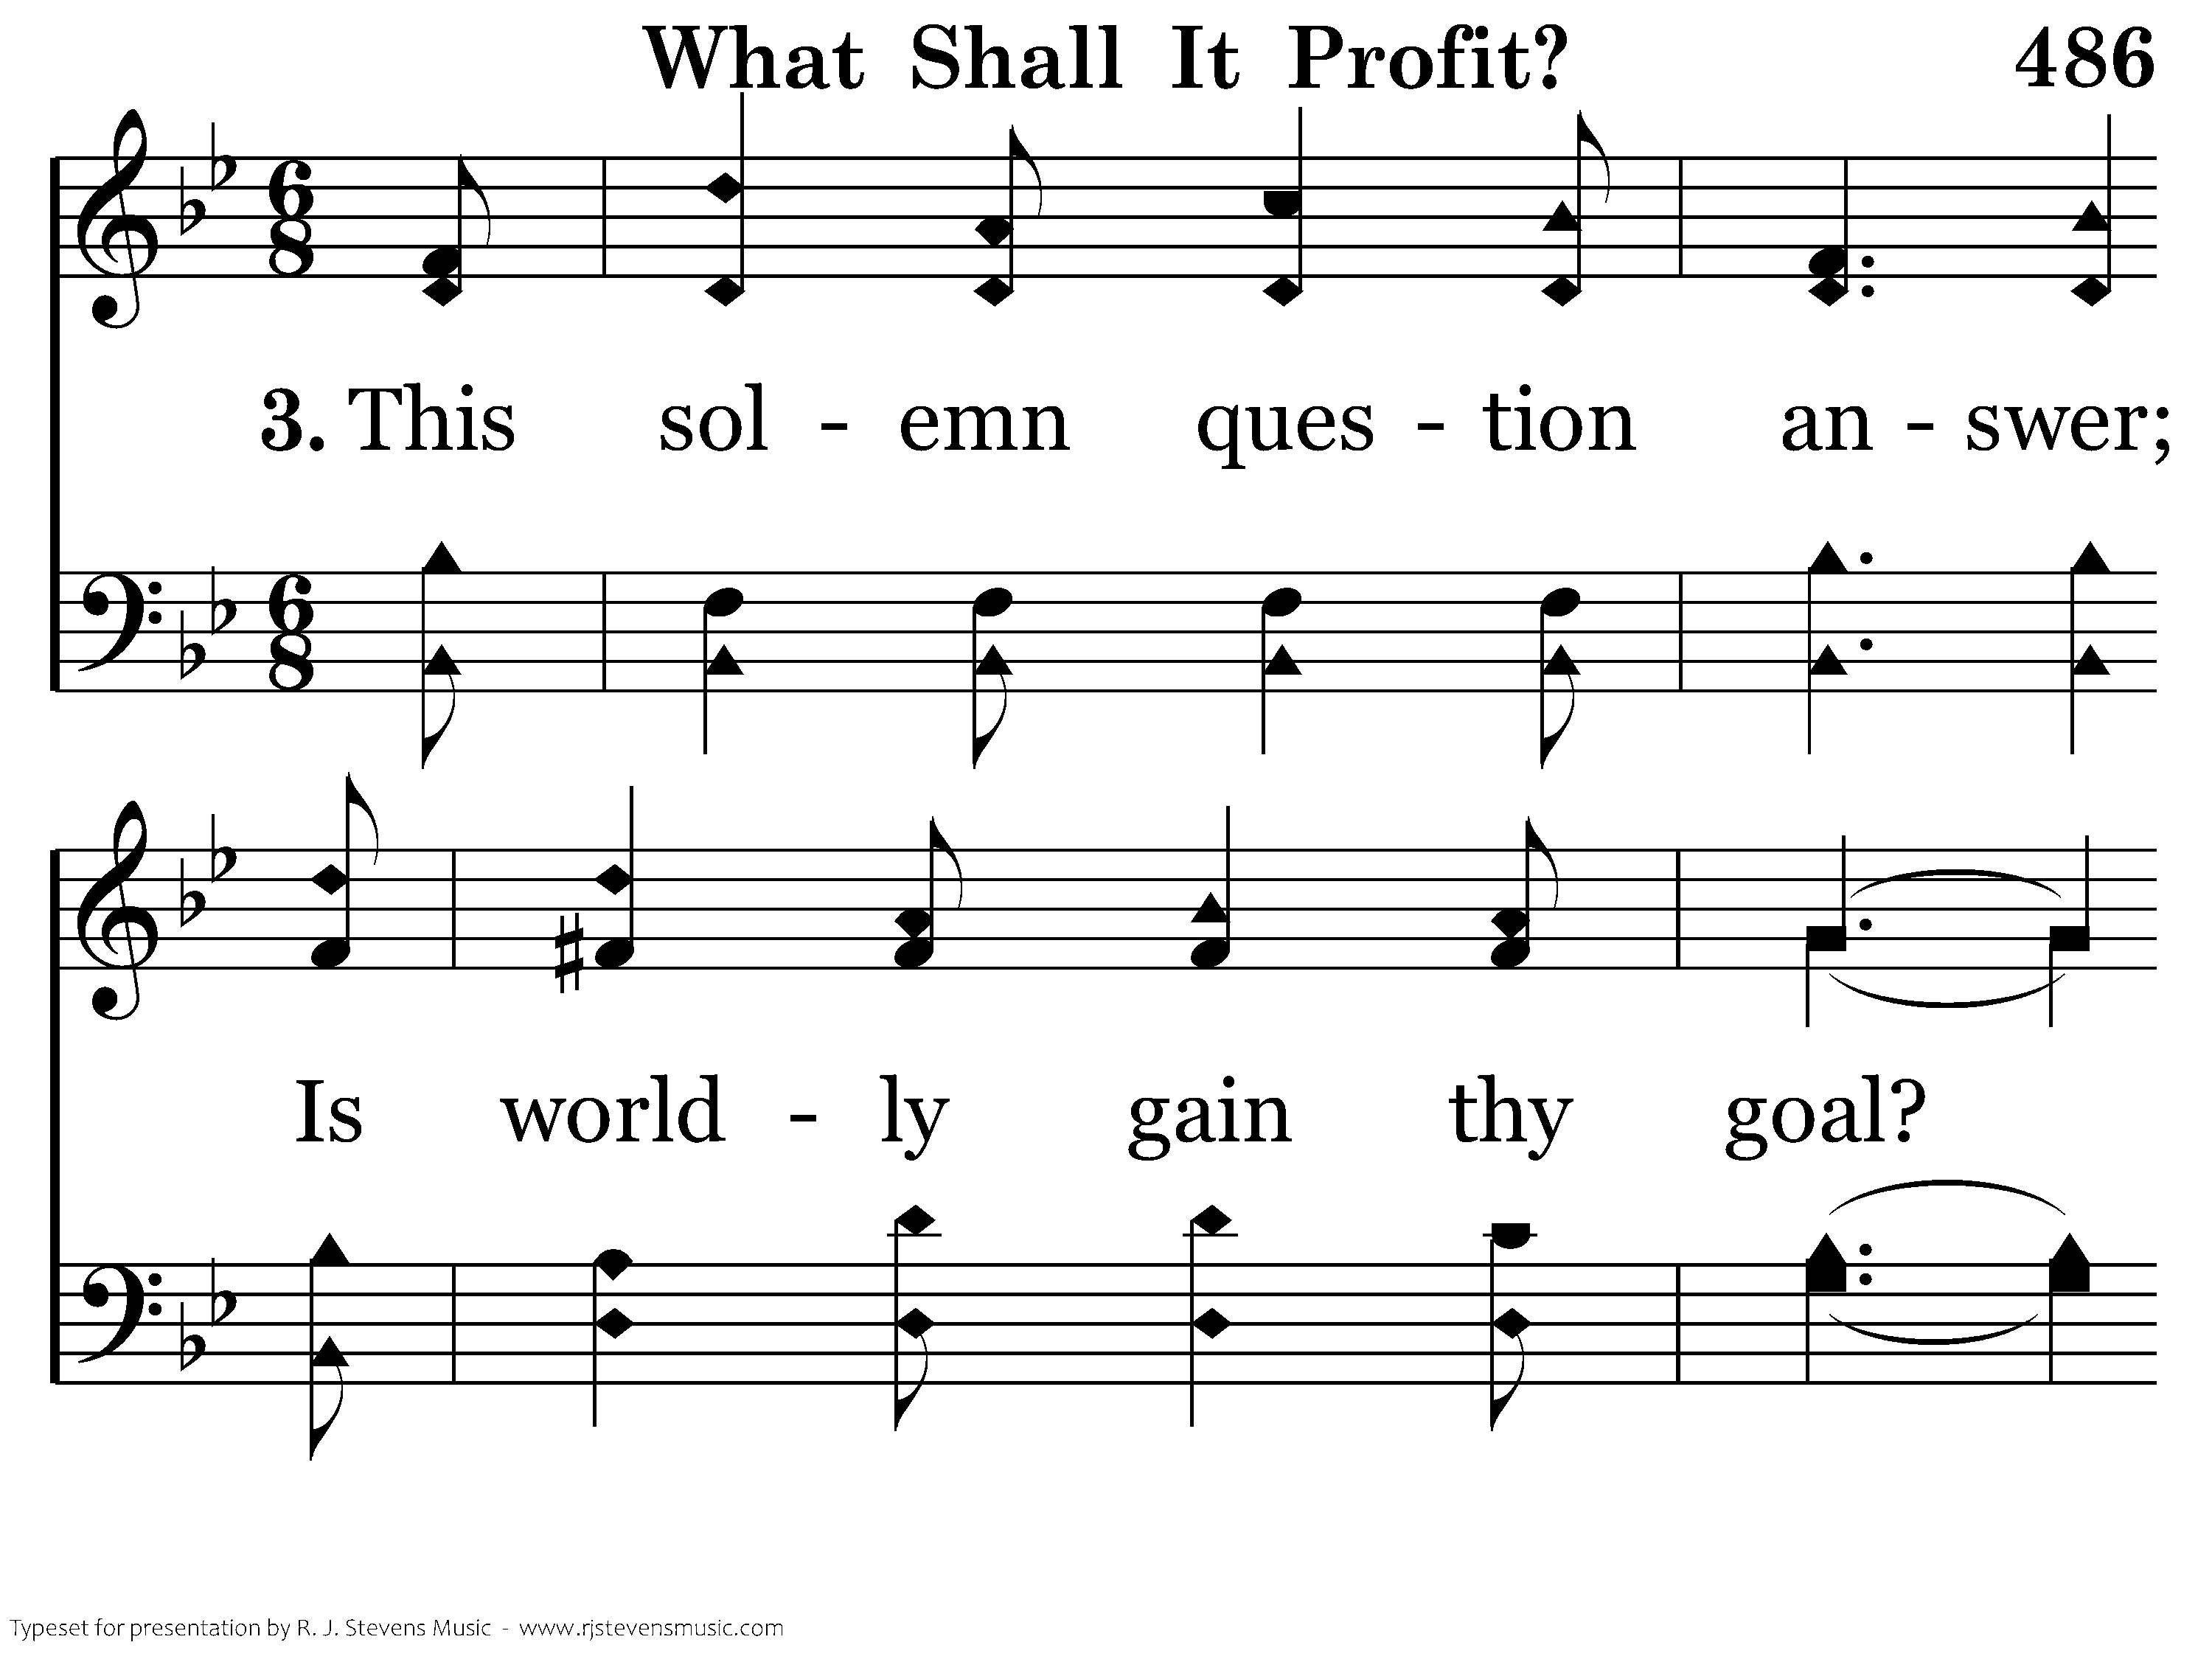 What Shall It Profit? 486
3. This sol - emn ques - tion an - swer;
Is world - ly gain thy goal?
Typeset for presentation by R. J. Stevens Music - www.rjstevensmusic.com